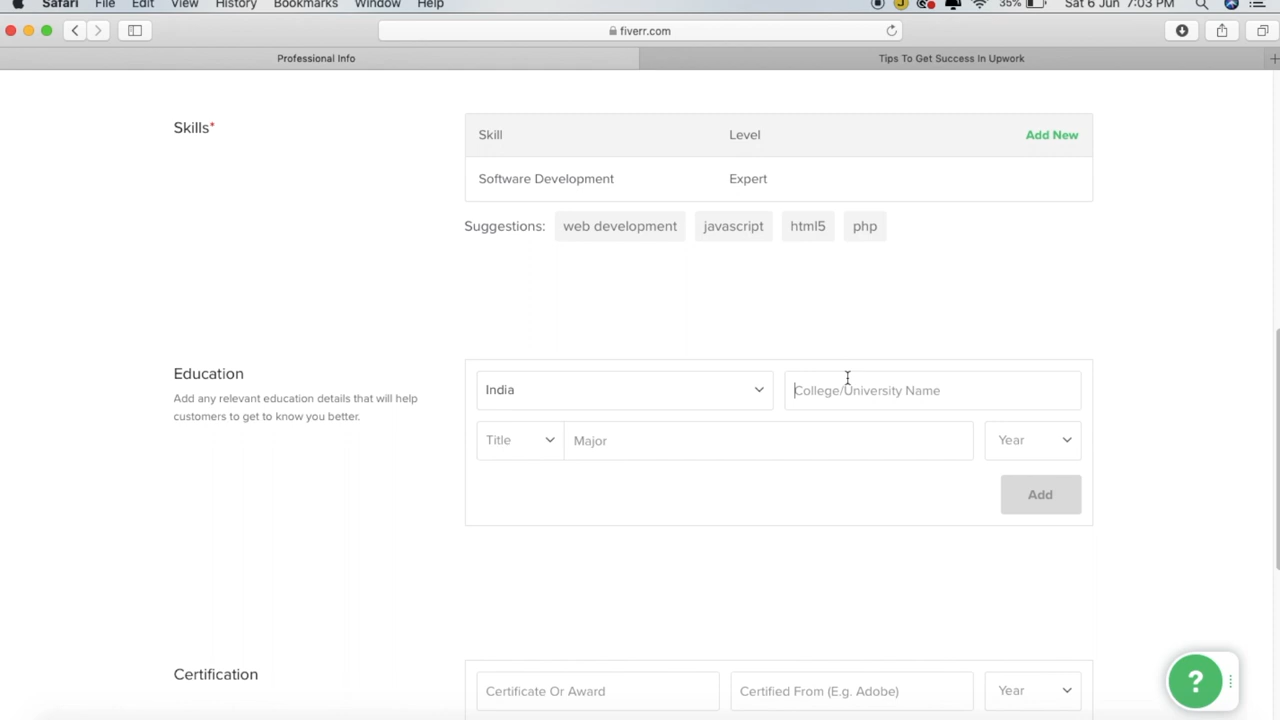 Safari File Edit View History Bookmarks Window Help 35% Sat 6 Jun 7:03 PM
fiverr.com
Professional Info Tips To Get Success In Upwork
Skills*
Skill Level Add New
Software Development Expert
Suggestions: web development javascript html5 php
Education
Add any relevant education details that will help
customers to get to know you better.
India College/University Name
Title Major Year
Add
Certification
Certificate Or Award Certified From (E.g. Adobe) Year
?